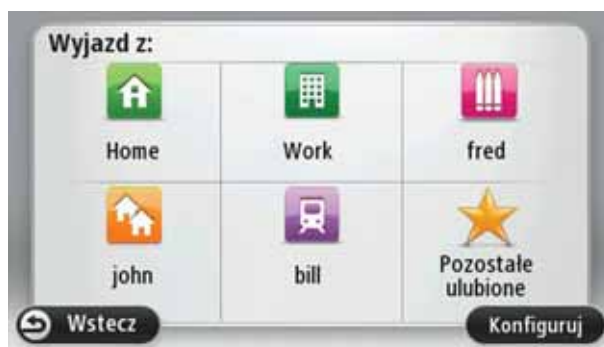 Wyjazd z:
Home
Work
fred
john
bill
Pozostałe
ulubione
Wstecz
Konfiguruj